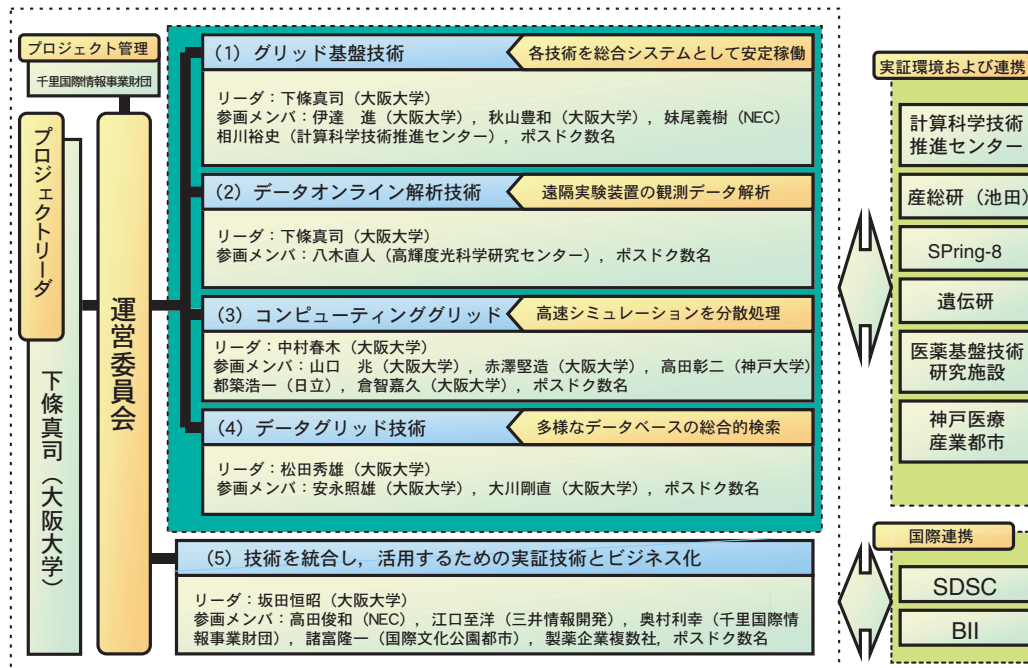 プロジェクト管理
千里国際情報事業財団
プロジェクトリーダ
下條真司（大阪大学）
運営委員会
(1) グリッド基盤技術
各技術を総合システムとして安定稼働
リーダ：下條真司（大阪大学）
参画メンバ：伊達　進（大阪大学），秋山豊和（大阪大学），妹尾義樹（NEC）
相川裕史（計算科学技術推進センター），ポスドク数名
(2) データオンライン解析技術
遠隔実験装置の観測データ解析
リーダ：下條真司（大阪大学）
参画メンバ：八木直人（高輝度光科学研究センター），ポスドク数名
(3) コンピューティンググリッド
高速シミュレーションを分散処理
リーダ：中村春木（大阪大学）
参画メンバ：山口　兆（大阪大学），赤澤堅造（大阪大学），高田彰二（神戸大学）
都築浩一（日立），倉智嘉久（大阪大学），ポスドク数名
(4) データグリッド技術
多様なデータベースの総合的検索
リーダ：松田秀雄（大阪大学）
参画メンバ：安永照雄（大阪大学），大川剛直（大阪大学），ポスドク数名
(5) 技術を統合し，活用するための実証技術とビジネス化
リーダ：坂田恒昭（大阪大学）
参画メンバ：高田俊和（NEC），江口至洋（三井情報開発），奥村利幸（千里国際情
報事業財団），諸富隆一（国際文化公園都市），製薬企業複数社，ポスドク数名
実証環境および連携
計算科学技術
推進センター
産総研（池田）
SPring-8
遺伝研
医薬基盤技術
研究施設
神戸医療
産業都市
国際連携
SDSC
BII